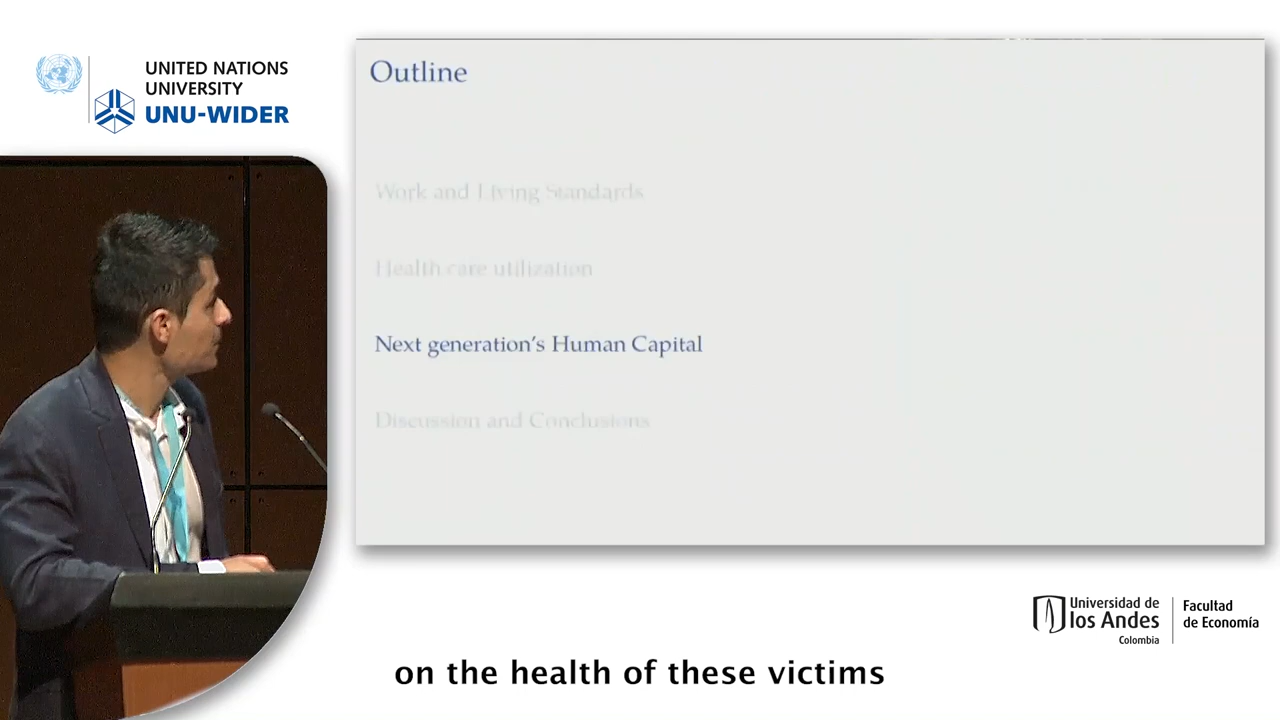 UNITED NATIONS
UNIVERSITY
UNU-WIDER
Outline
Work and Living Standards
Health care utilization
Next generation's Human Capital
Discussion and Conclusions
Universidad de
los Andes
Colombia
Facultad
de Economía
on the health of these victims